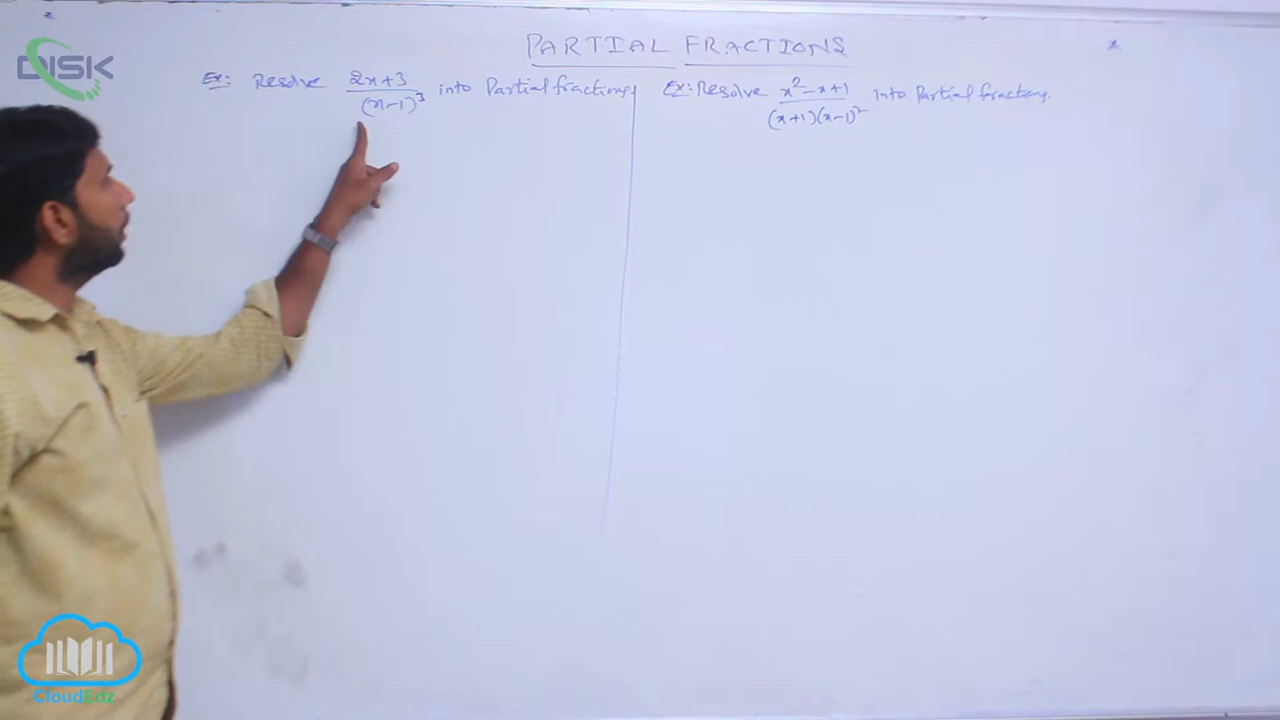 DISK
PARTIAL FRACTIONS
Ex: Resolve 2x+3/(x-1)^3 into Partial fractions.
Ex: Resolve x^2-x+1/(x+1)(x-1)^2 into Partial fractions.
CloudEdz